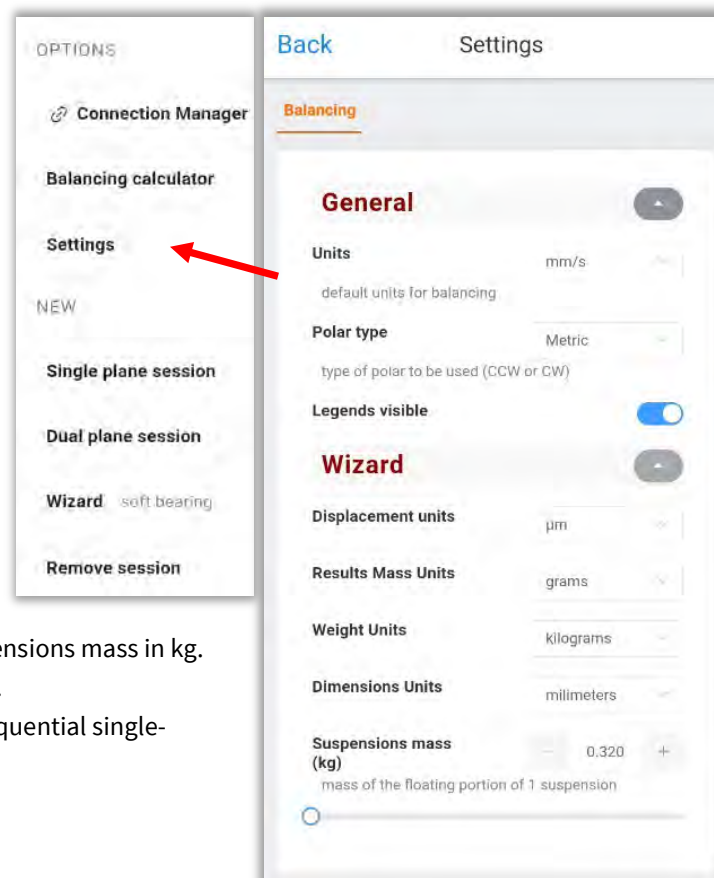 OPTIONS
Connection Manager
Balancing calculator
Settings
NEW
Single plane session
Dual plane session
Wizard soft bearing
Remove session
Back Settings
Balancing
General
Units mm/s
default units for balancing
Polar type Metric
type of polar to be used (CCW or CW)
Legends visible
Wizard
Displacement units µm
Results Mass Units grams
Weight Units kilograms
Dimensions Units milimeters
Suspensions mass
(kg) − 0.320 +
mass of the floating portion of 1 suspension
ensions mass in kg.
quential single-